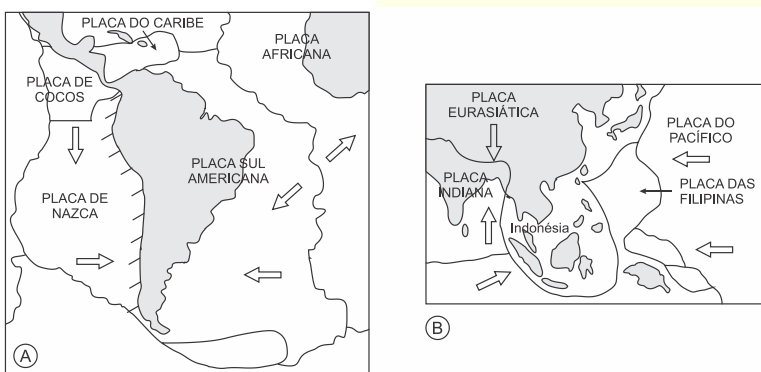 PLACA DO CARIBE
PLACA
AFRICANA
PLACA DE
COCOS
PLACA SUL
AMERICANA
PLACA DE
NAZCA
A
PLACA
EURASIÁTICA
PLACA DO
PACÍFICO
PLACA
INDIANA
PLACA DAS
FILIPINAS
Indonésia
B